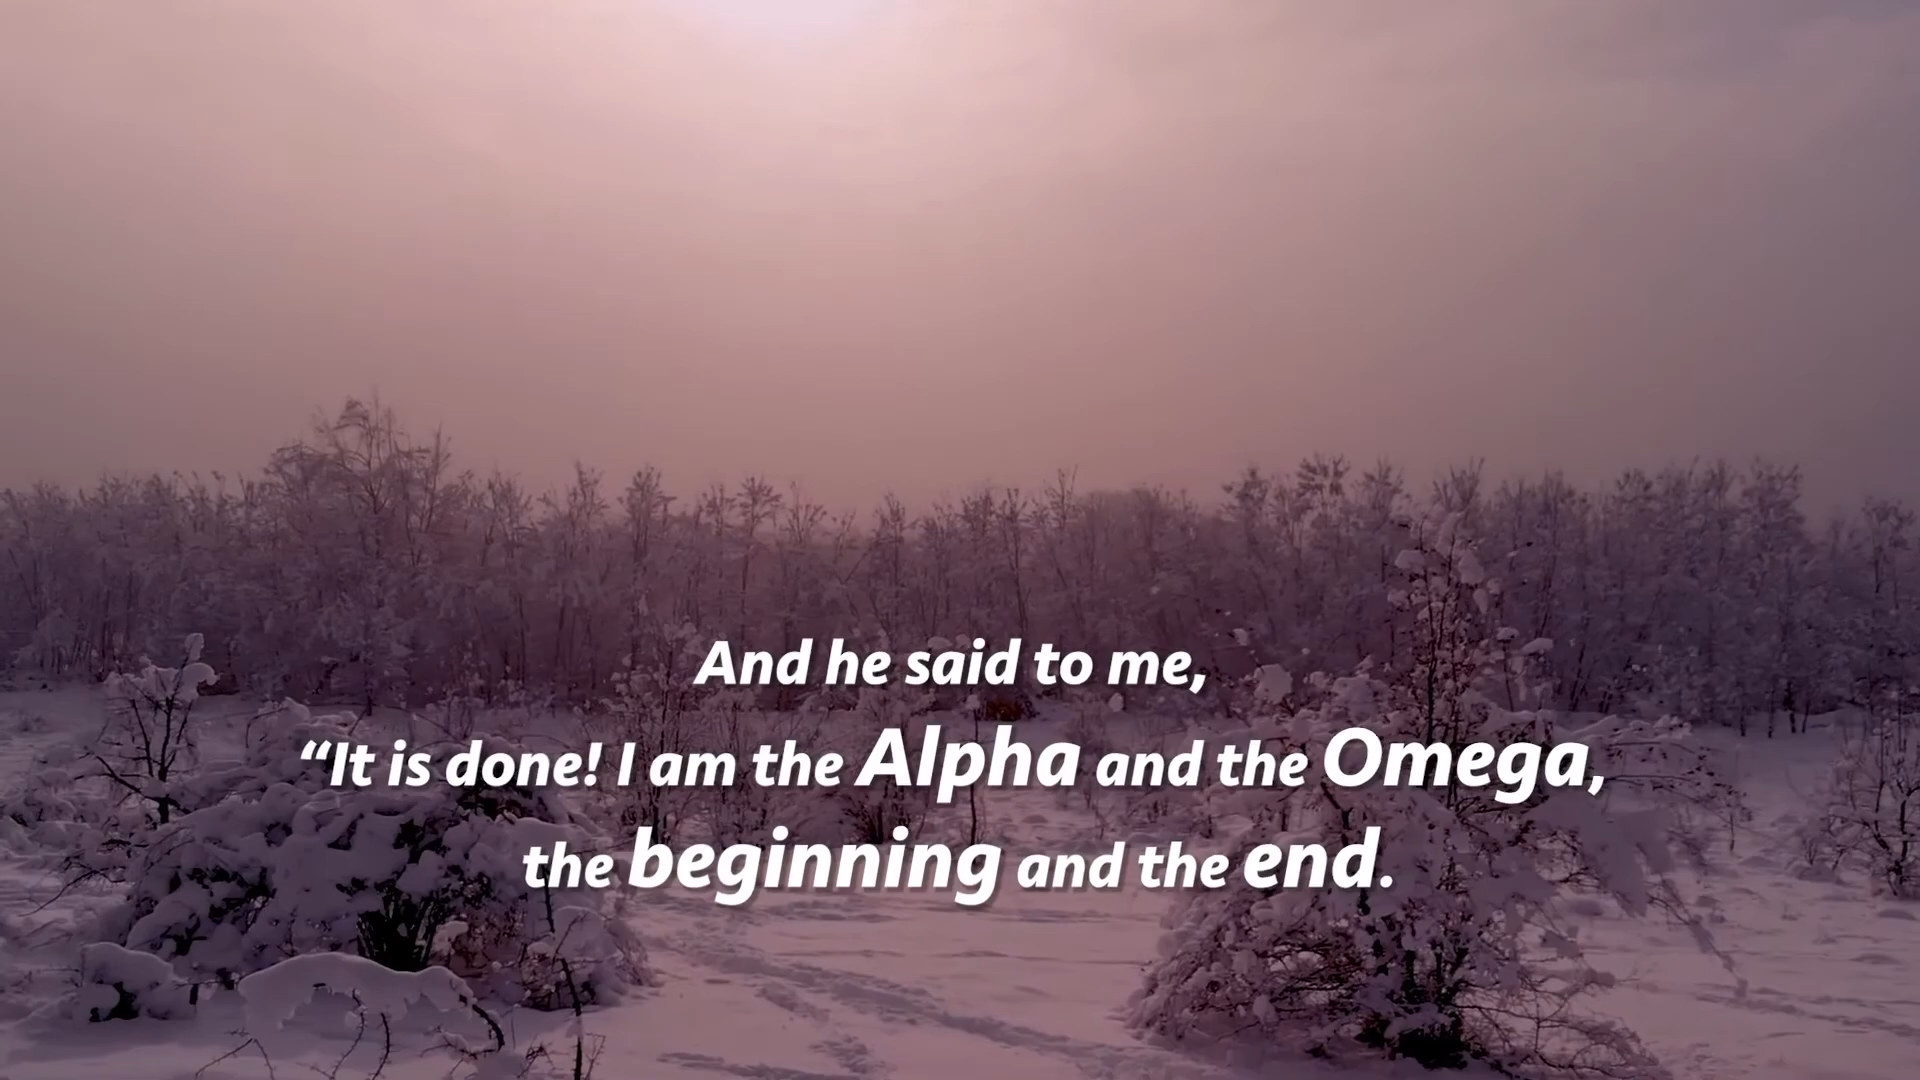 And he said to me,
“It is done! I am the Alpha and the Omega,
the beginning and the end.